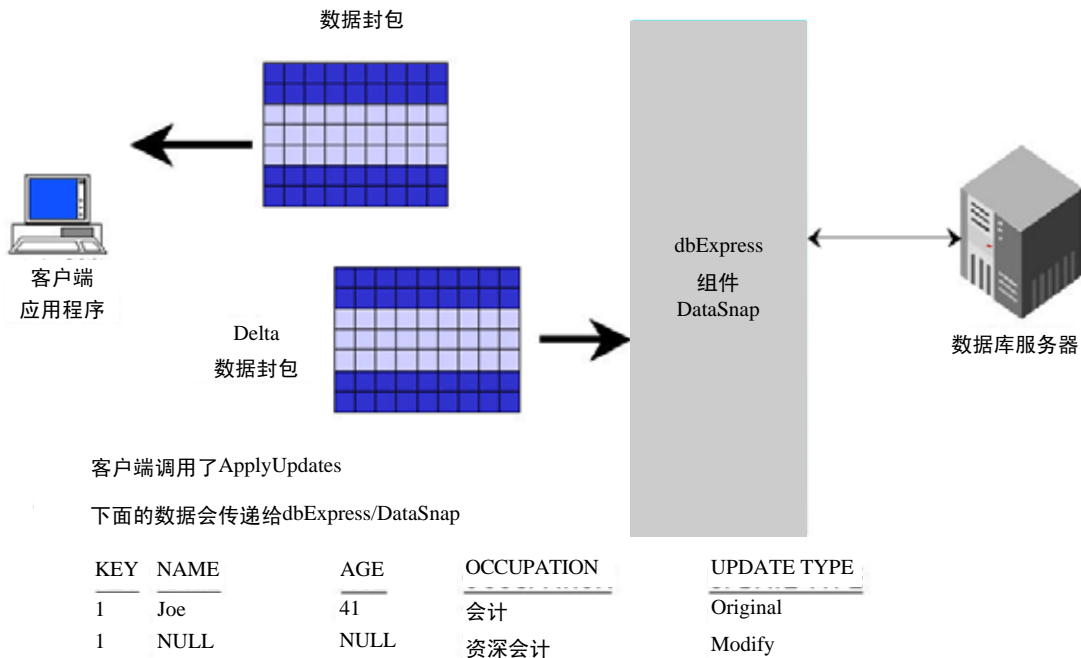 数据封包
客户端
应用程序
Delta
数据封包
dbExpress
组件
DataSnap
数据库服务器
客户端调用了ApplyUpdates
下面的数据会传递给dbExpress/DataSnap
KEY NAME AGE OCCUPATION UPDATE TYPE
1 Joe 41 会计 Original
1 NULL NULL 资深会计 Modify